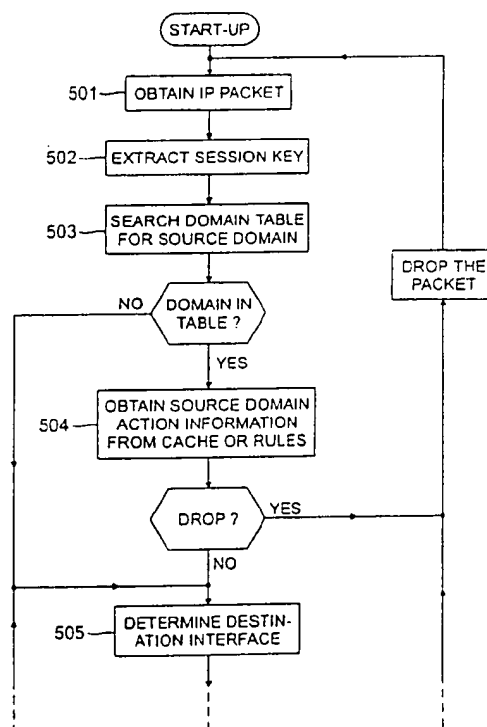 START-UP
501
OBTAIN IP PACKET
502
EXTRACT SESSION KEY
503
SEARCH DOMAIN TABLE
FOR SOURCE DOMAIN
DROP THE
PACKET
NO
DOMAIN IN
TABLE ?
YES
504
OBTAIN SOURCE DOMAIN
ACTION INFORMATION
FROM CACHE OR RULES
DROP ?
YES
NO
505
DETERMINE DESTIN-
ATION INTERFACE